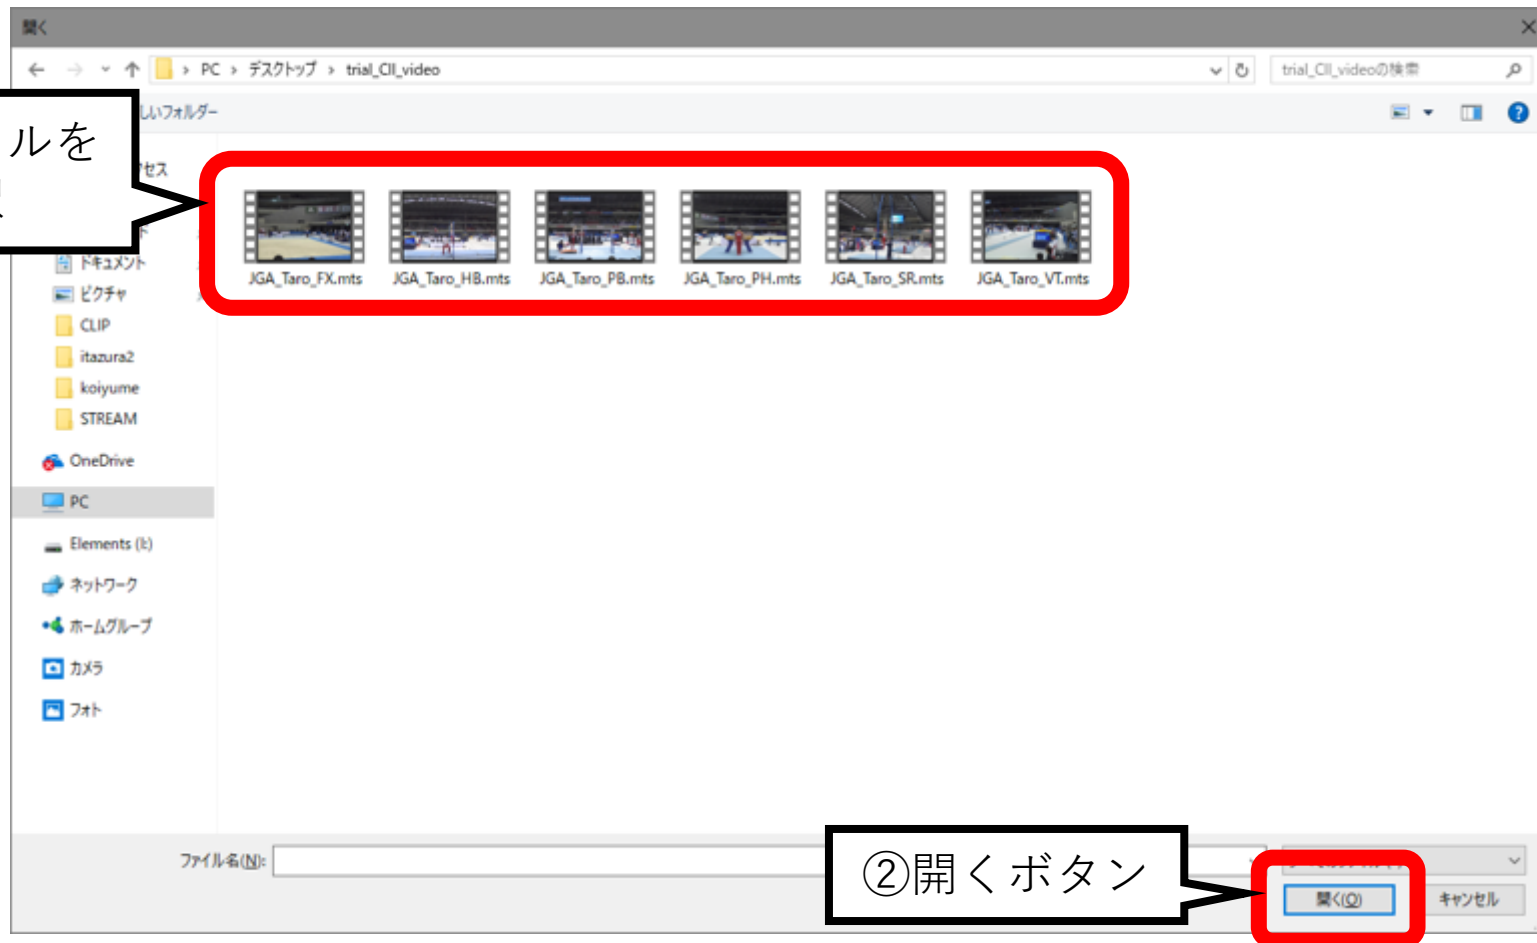 開く
PC › デスクトップ › trial_CII_video
trial_CII_videoの検索
しいフォルダー
ルを
セス
ドキュメント
ピクチャ
CLIP
itazura2
koiyume
STREAM
OneDrive
PC
Elements (I:)
ネットワーク
ホームグループ
カメラ
フォト
JGA_Taro_FX.mts
JGA_Taro_HB.mts
JGA_Taro_PB.mts
JGA_Taro_PH.mts
JGA_Taro_SR.mts
JGA_Taro_VT.mts
ファイル名(N):
②開くボタン
開く(O)
キャンセル